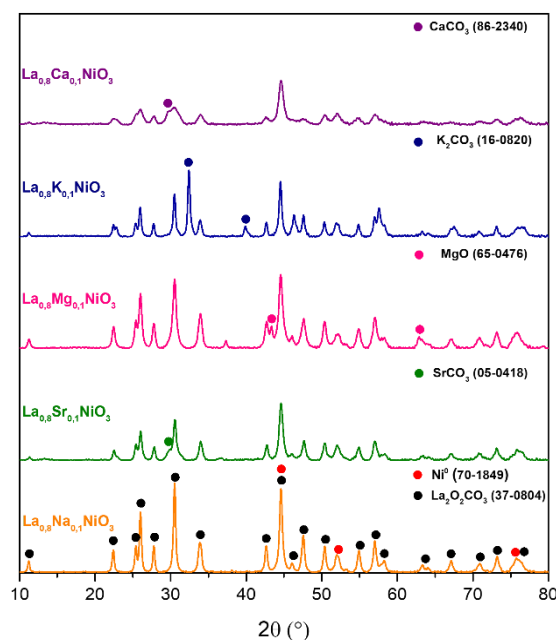 CaCO₃ (86-2340)
La₀,₈Ca₀,₁NiO₃
K₂CO₃ (16-0820)
La₀,₈K₀,₁NiO₃
MgO (65-0476)
La₀,₈Mg₀,₁NiO₃
SrCO₃ (05-0418)
La₀,₈Sr₀,₁NiO₃
Ni⁰ (70-1849)
La₂O₂CO₃ (37-0804)
La₀,₈Na₀,₁NiO₃
10 20 30 40 50 60 70 80
2θ (°)